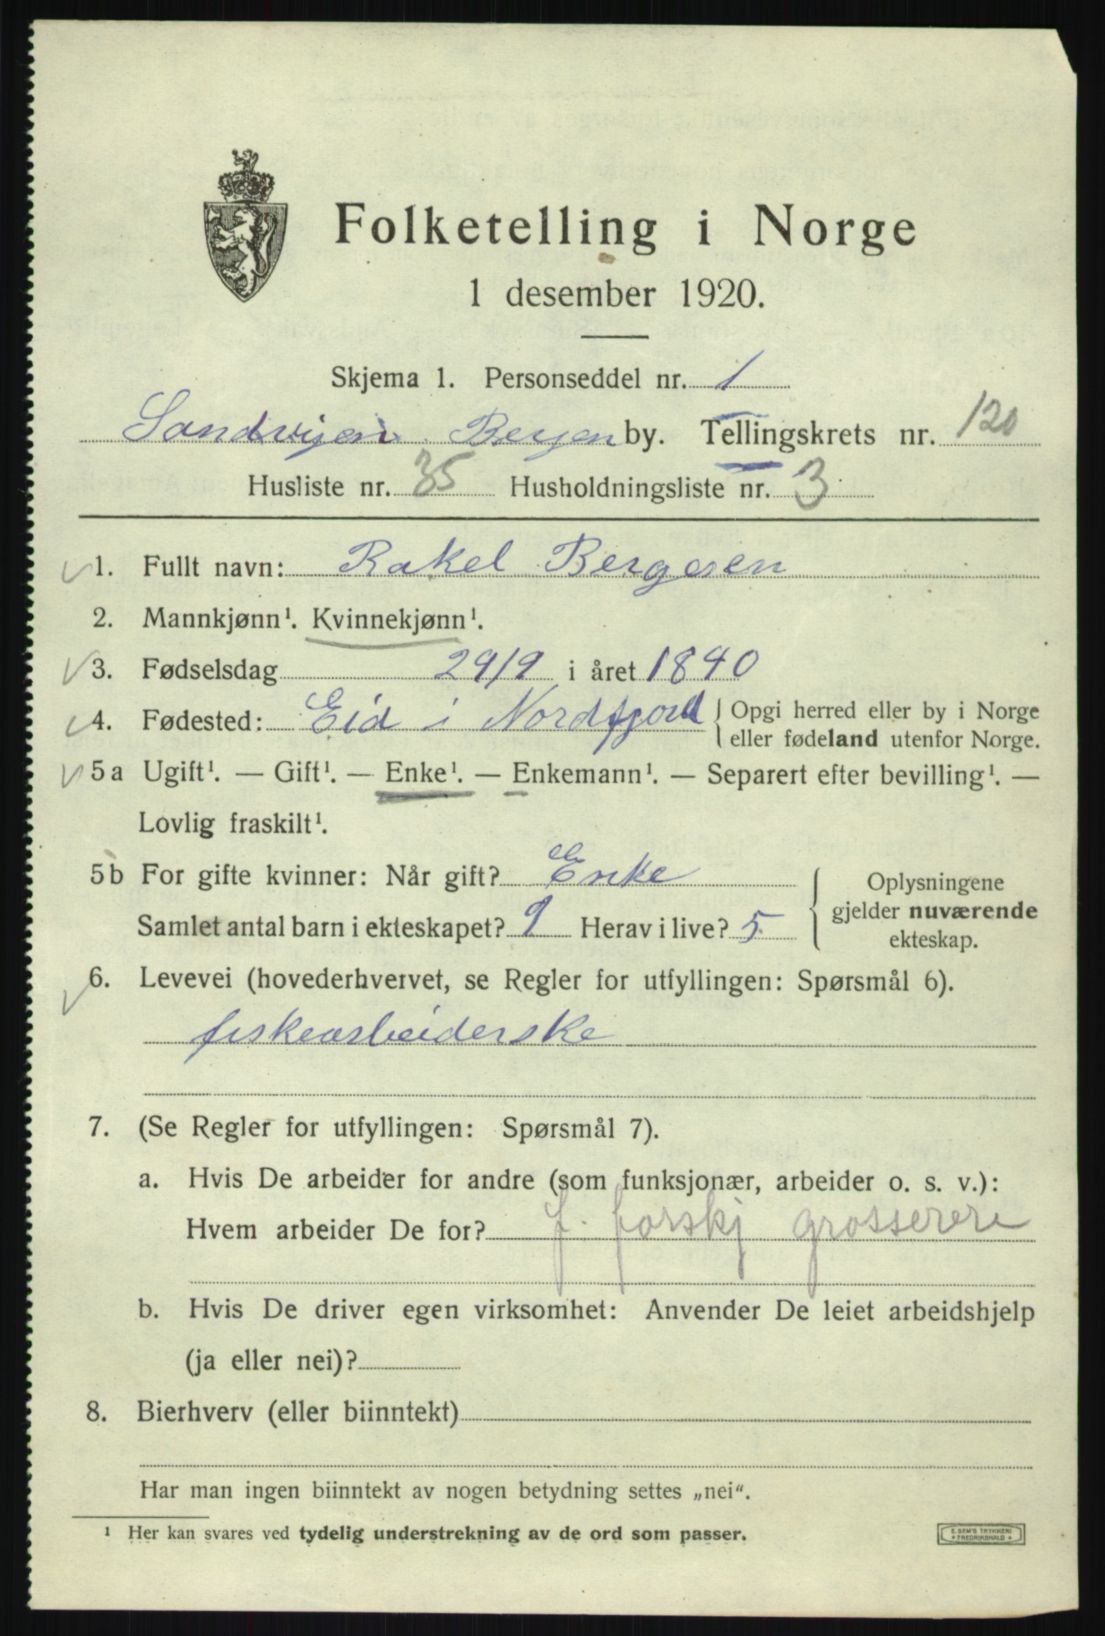 Folketelling i Norge
1 desember 1920.
Skjema 1. Personseddel nr. 1
Sandvigen Bergen by. Tellingskrets nr. 120
Husliste nr. 35 Husholdningsliste nr. 3
1. Fullt navn: Rakel Bergesen
2. Mannkjønn¹. Kvinnekjønn¹.
3. Fødselsdag 29/9 i året 1840
4. Fødested: Eid i Nordfjord { Opgi herred eller by i Norge
eller fødeland utenfor Norge.
5a Ugift¹. — Gift¹. — Enke¹. — Enkemann¹. — Separert efter bevilling¹. —
Lovlig fraskilt¹.
5b For gifte kvinner: Når gift? Enke
Samlet antal barn i ekteskapet? 9 Herav i live? 5
{ Oplysningene
gjelder nuværende
ekteskap.
6. Levevei (hovederhvervet, se Regler for utfyllingen: Spørsmål 6).
fiskearbeiderske
7. (Se Regler for utfyllingen: Spørsmål 7).
a. Hvis De arbeider for andre (som funksjonær, arbeider o. s. v.):
Hvem arbeider De for? f. forskj grosserere
b. Hvis De driver egen virksomhet: Anvender De leiet arbeidshjelp
(ja eller nei)?
8. Bierhverv (eller biinntekt)
Har man ingen biinntekt av nogen betydning settes „nei".
¹ Her kan svares ved tydelig understrekning av de ord som passer.
E. SEM'S TRYKKERI
FREDRIKSHALD